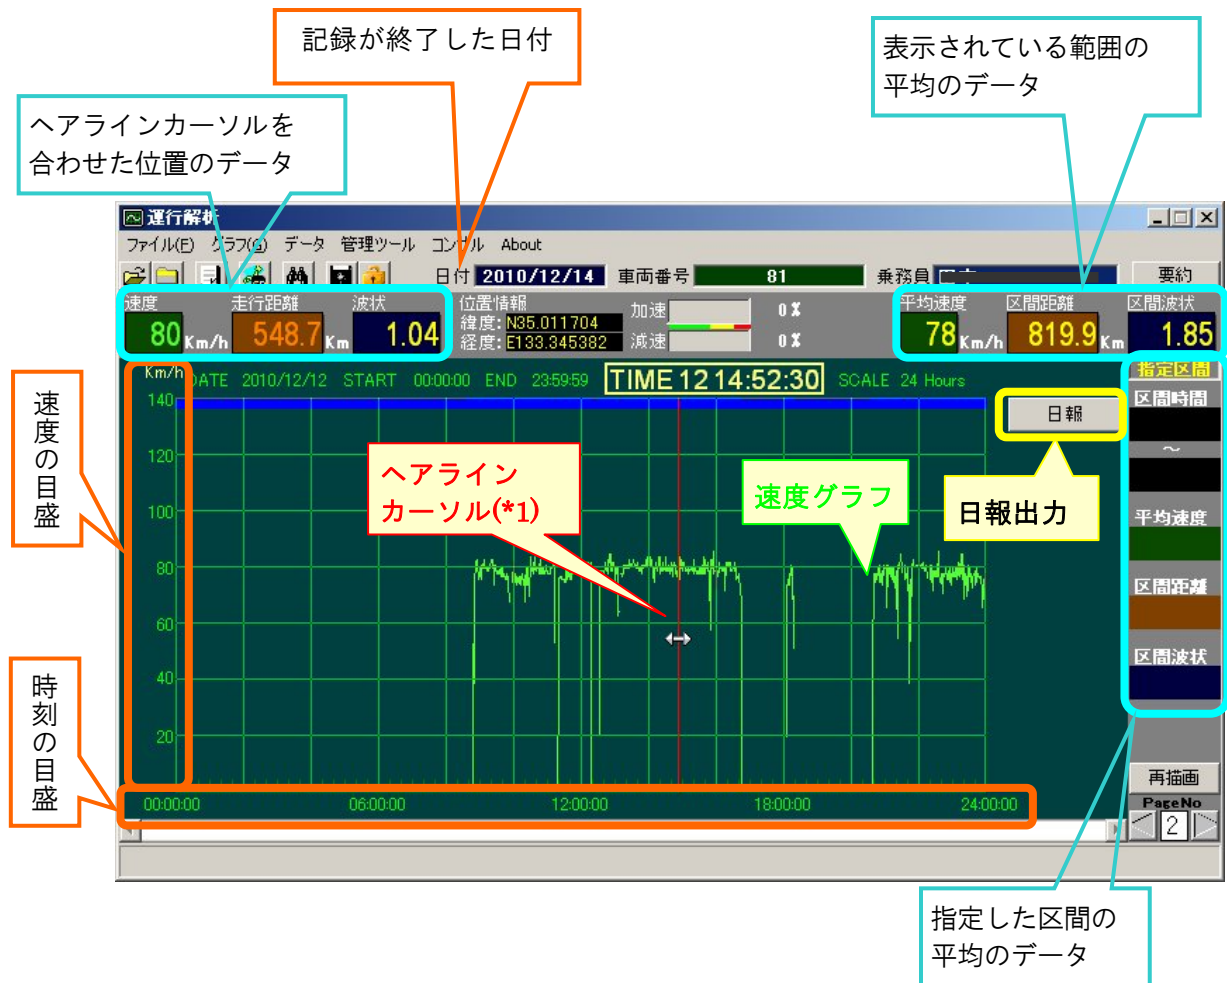 記録が終了した日付
表示されている範囲の
平均のデータ
ヘアラインカーソルを
合わせた位置のデータ
運行解析
ファイル(F) グラフ(G) データ 管理ツール コンサル About
日付 2010/12/14 車両番号 81 乗務員 要約
速度 走行距離 波状 位置情報 加速 0% 平均速度 区間距離 区間波状
80 Km/h 548.7 Km 1.04 緯度: N35.011704 78 Km/h 819.9 Km 1.85
経度: E133.345382 減速 0%
Km/h DATE 2010/12/12 START 00:00:00 END 23:59:59 TIME 12 14:52:30 SCALE 24 Hours 指定区間
140 日報 区間時間
120 ～
100 平均速度
80 区間距離
60 区間波状
40
20
再描画
00:00:00 06:00:00 12:00:00 18:00:00 24:00:00 PageNo
2
速度の目盛
時刻の目盛
ヘアライン
カーソル(*1)
速度グラフ
日報出力
指定した区間の
平均のデータ